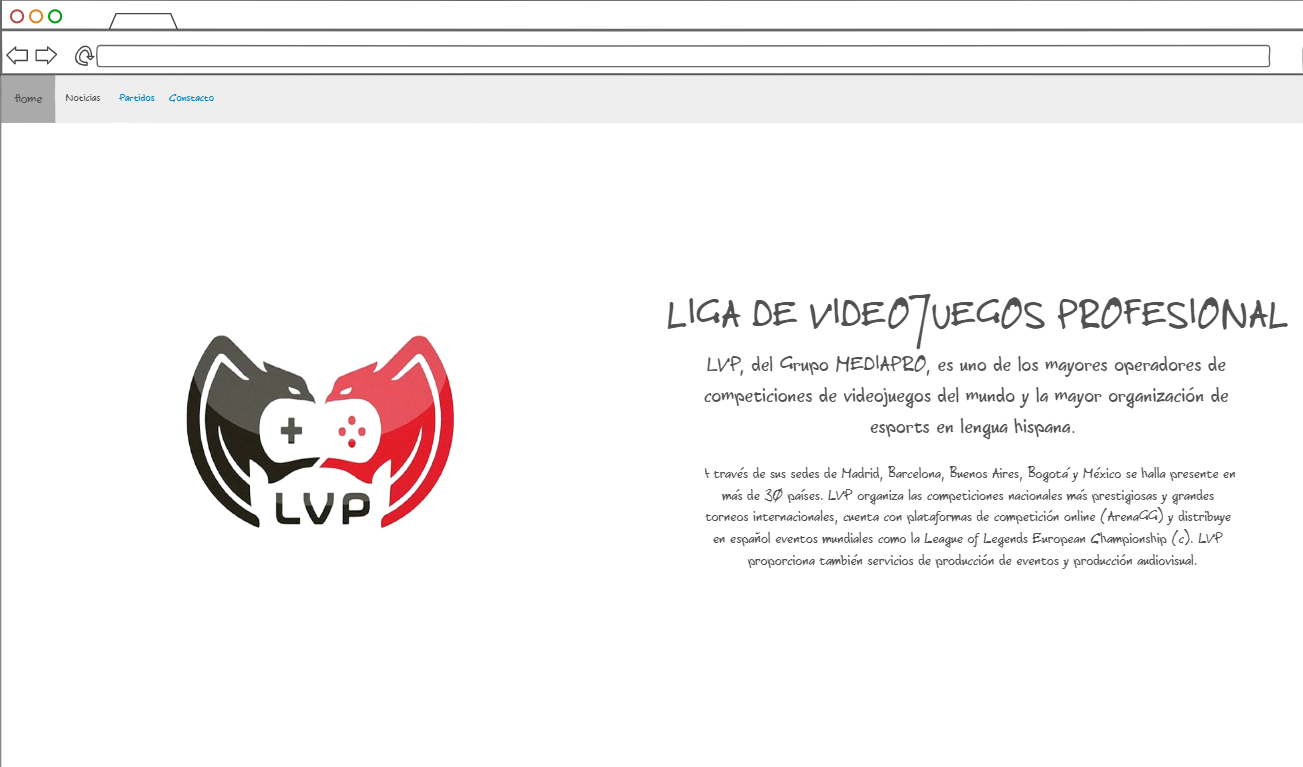 Home Noticias Partidos Constacto
LIGA DE VIDEOJUEGOS PROFESIONAL
LVP, del Grupo MEDIAPRO, es uno de los mayores operadores de
competiciones de videojuegos del mundo y la mayor organización de
esports en lengua hispana.
A través de sus sedes de Madrid, Barcelona, Buenos Aires, Bogotá y México se halla presente en
más de 30 países. LVP organiza las competiciones nacionales más prestigiosas y grandes
torneos internacionales, cuenta con plataformas de competición online (ArenaGG) y distribuye
en español eventos mundiales como la League of Legends European Championship (c). LVP
proporciona también servicios de producción de eventos y producción audiovisual.
LVP